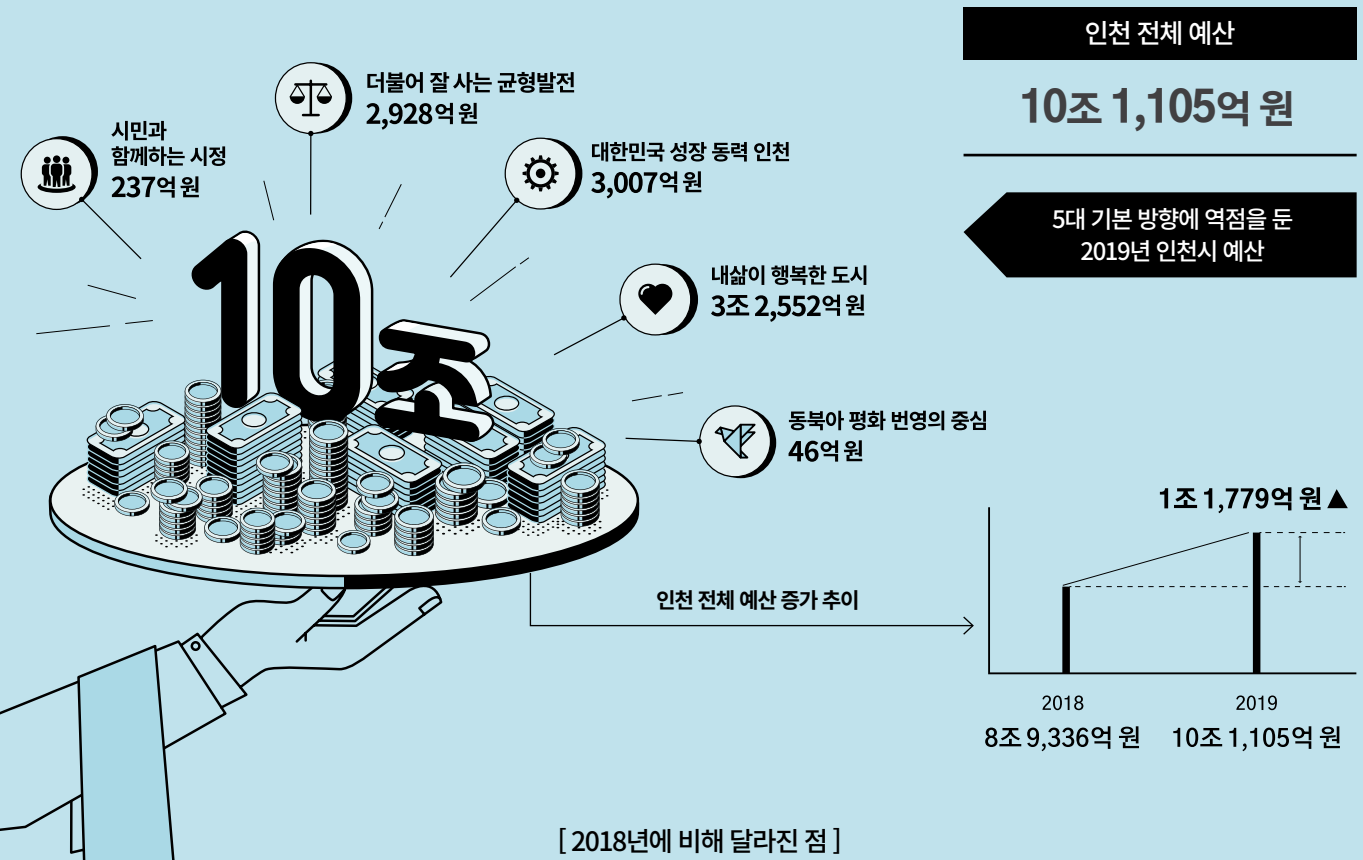 인천 전체 예산
10조 1,105억 원
5대 기본 방향에 역점을 둔
2019년 인천시 예산
시민과
함께하는 시정
237억 원
더불어 잘 사는 균형발전
2,928억 원
대한민국 성장 동력 인천
3,007억 원
내삶이 행복한 도시
3조 2,552억 원
동북아 평화 번영의 중심
46억 원
10조
인천 전체 예산 증가 추이
1조 1,779억 원▲
2018
8조 9,336억 원
2019
10조 1,105억 원
[ 2018년에 비해 달라진 점 ]